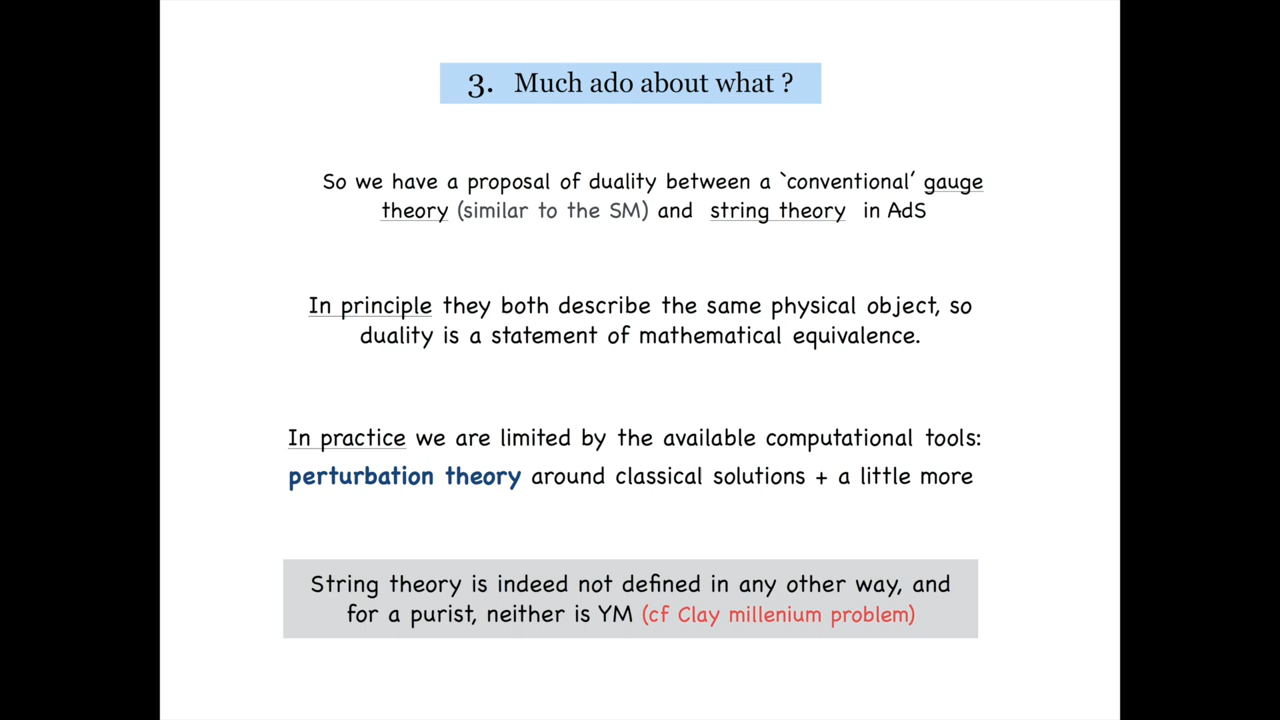 3. Much ado about what ?
So we have a proposal of duality between a `conventional' gauge
theory (similar to the SM) and string theory in AdS
In principle they both describe the same physical object, so
duality is a statement of mathematical equivalence.
In practice we are limited by the available computational tools:
perturbation theory around classical solutions + a little more
String theory is indeed not defined in any other way, and
for a purist, neither is YM (cf Clay millenium problem)